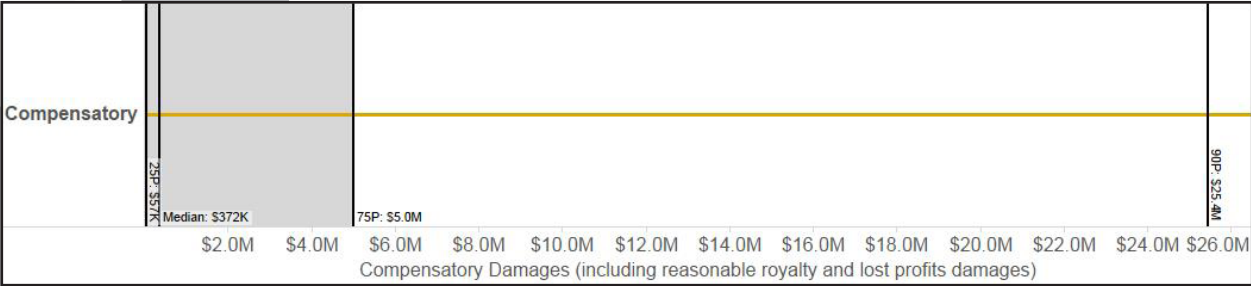 Compensatory
25P: $57K
Median: $372K
75P: $5.0M
90P: $25.4M
$2.0M $4.0M $6.0M $8.0M $10.0M $12.0M $14.0M $16.0M $18.0M $20.0M $22.0M $24.0M $26.0M
Compensatory Damages (including reasonable royalty and lost profits damages)